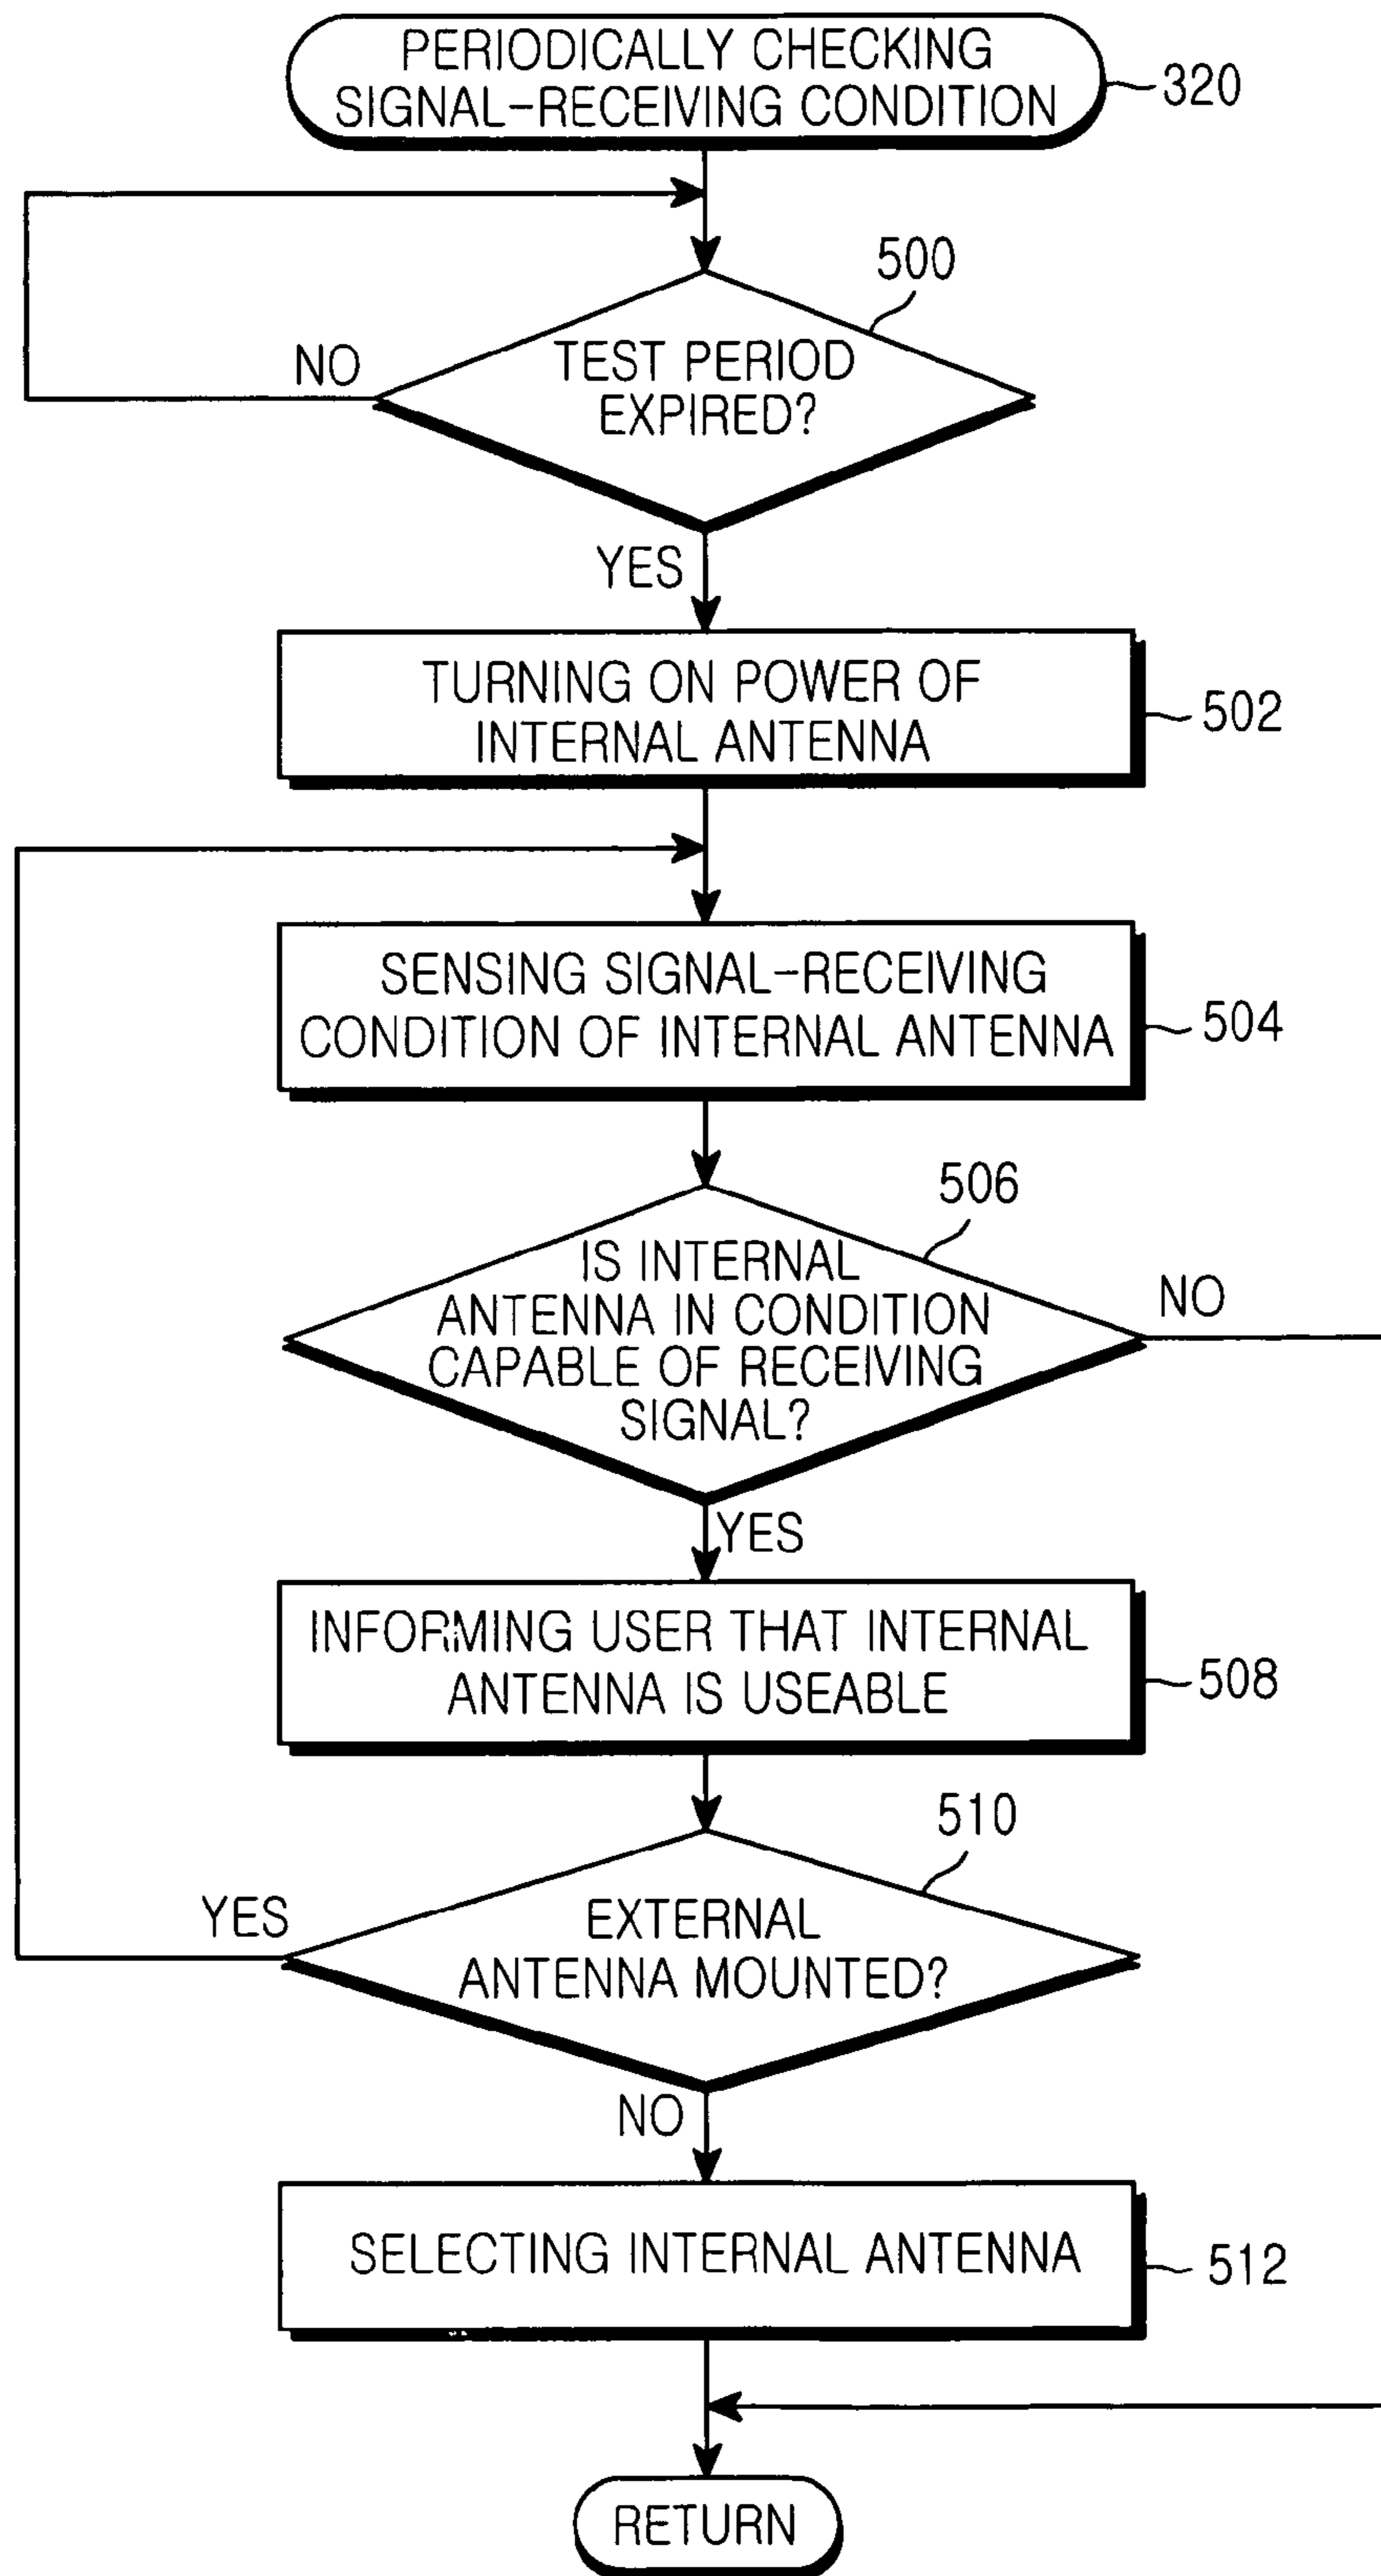 PERIODICALLY CHECKING
SIGNAL-RECEIVING CONDITION
320
500
TEST PERIOD
EXPIRED?
NO
YES
TURNING ON POWER OF
INTERNAL ANTENNA
502
SENSING SIGNAL-RECEIVING
CONDITION OF INTERNAL ANTENNA
504
506
IS INTERNAL
ANTENNA IN CONDITION
CAPABLE OF RECEIVING
SIGNAL?
NO
YES
INFORMING USER THAT INTERNAL
ANTENNA IS USEABLE
508
510
YES
EXTERNAL
ANTENNA MOUNTED?
NO
SELECTING INTERNAL ANTENNA
512
RETURN